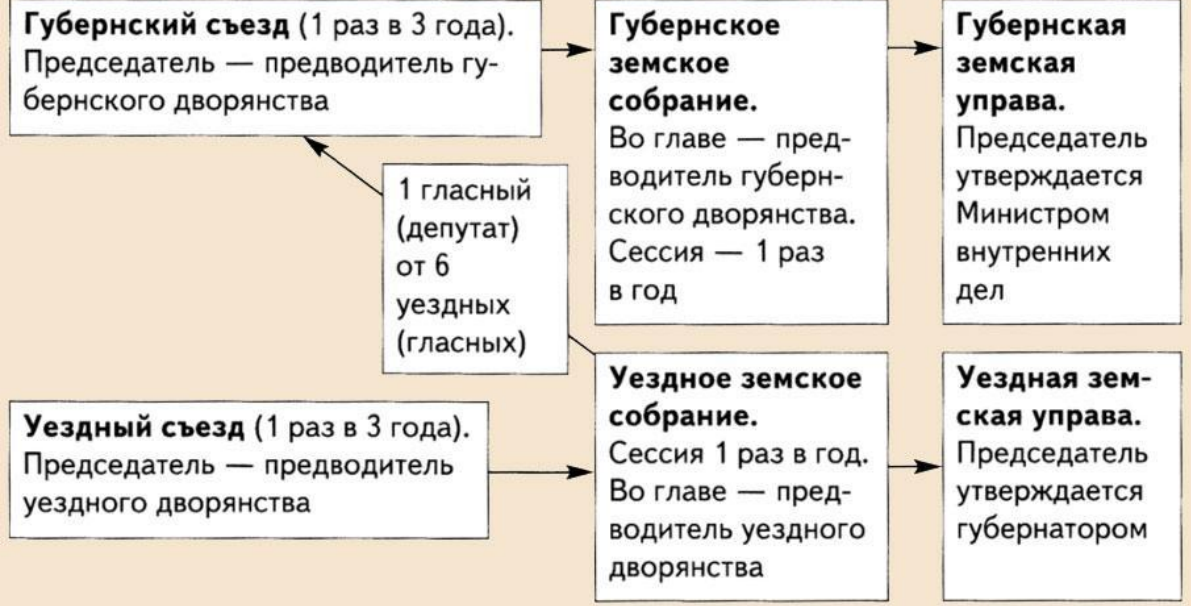 Губернский съезд (1 раз в 3 года).
Председатель — предводитель гу-
бернского дворянства
Губернское
земское
собрание.
Во главе — пред-
водитель губерн-
ского дворянства.
Сессия — 1 раз
в год
Губернская
земская
управа.
Председатель
утверждается
Министром
внутренних
дел
1 гласный
(депутат)
от 6
уездных
(гласных)
Уездный съезд (1 раз в 3 года).
Председатель — предводитель
уездного дворянства
Уездное земское
собрание.
Сессия 1 раз в год.
Во главе — пред-
водитель уездного
дворянства
Уездная зем-
ская управа.
Председатель
утверждается
губернатором